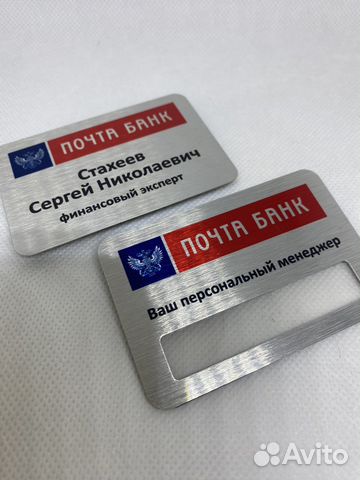 ПОЧТА БАНК
Стахеев
Сергей Николаевич
финансовый эксперт
ПОЧТА БАНК
Ваш персональный менеджер
Avito